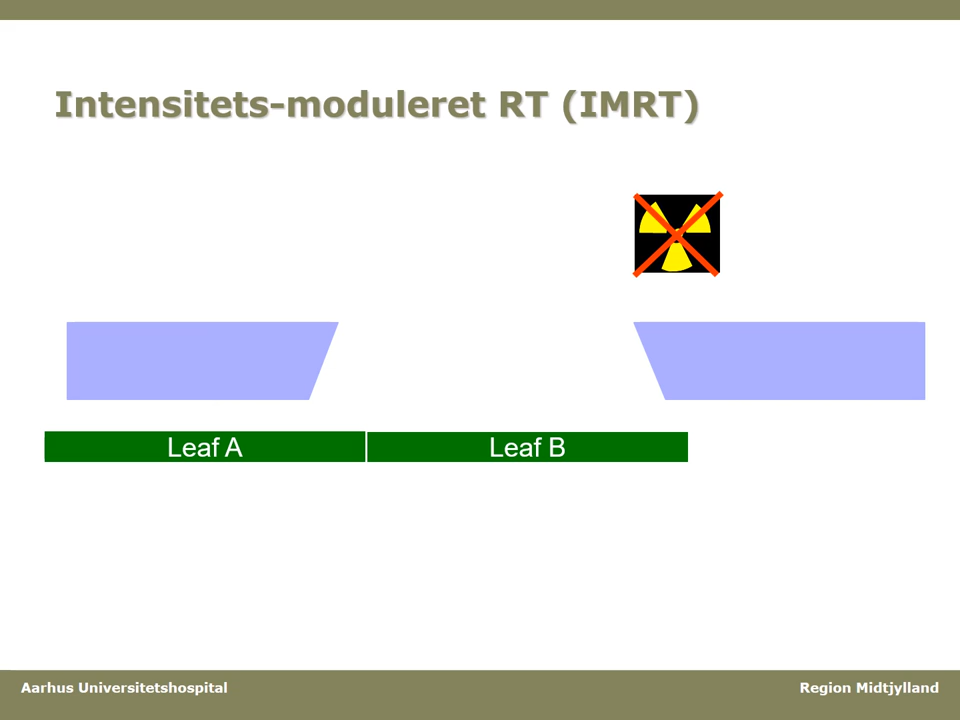 Intensitets-moduleret RT (IMRT)
Leaf A
Leaf B
Aarhus Universitetshospital
Region Midtjylland